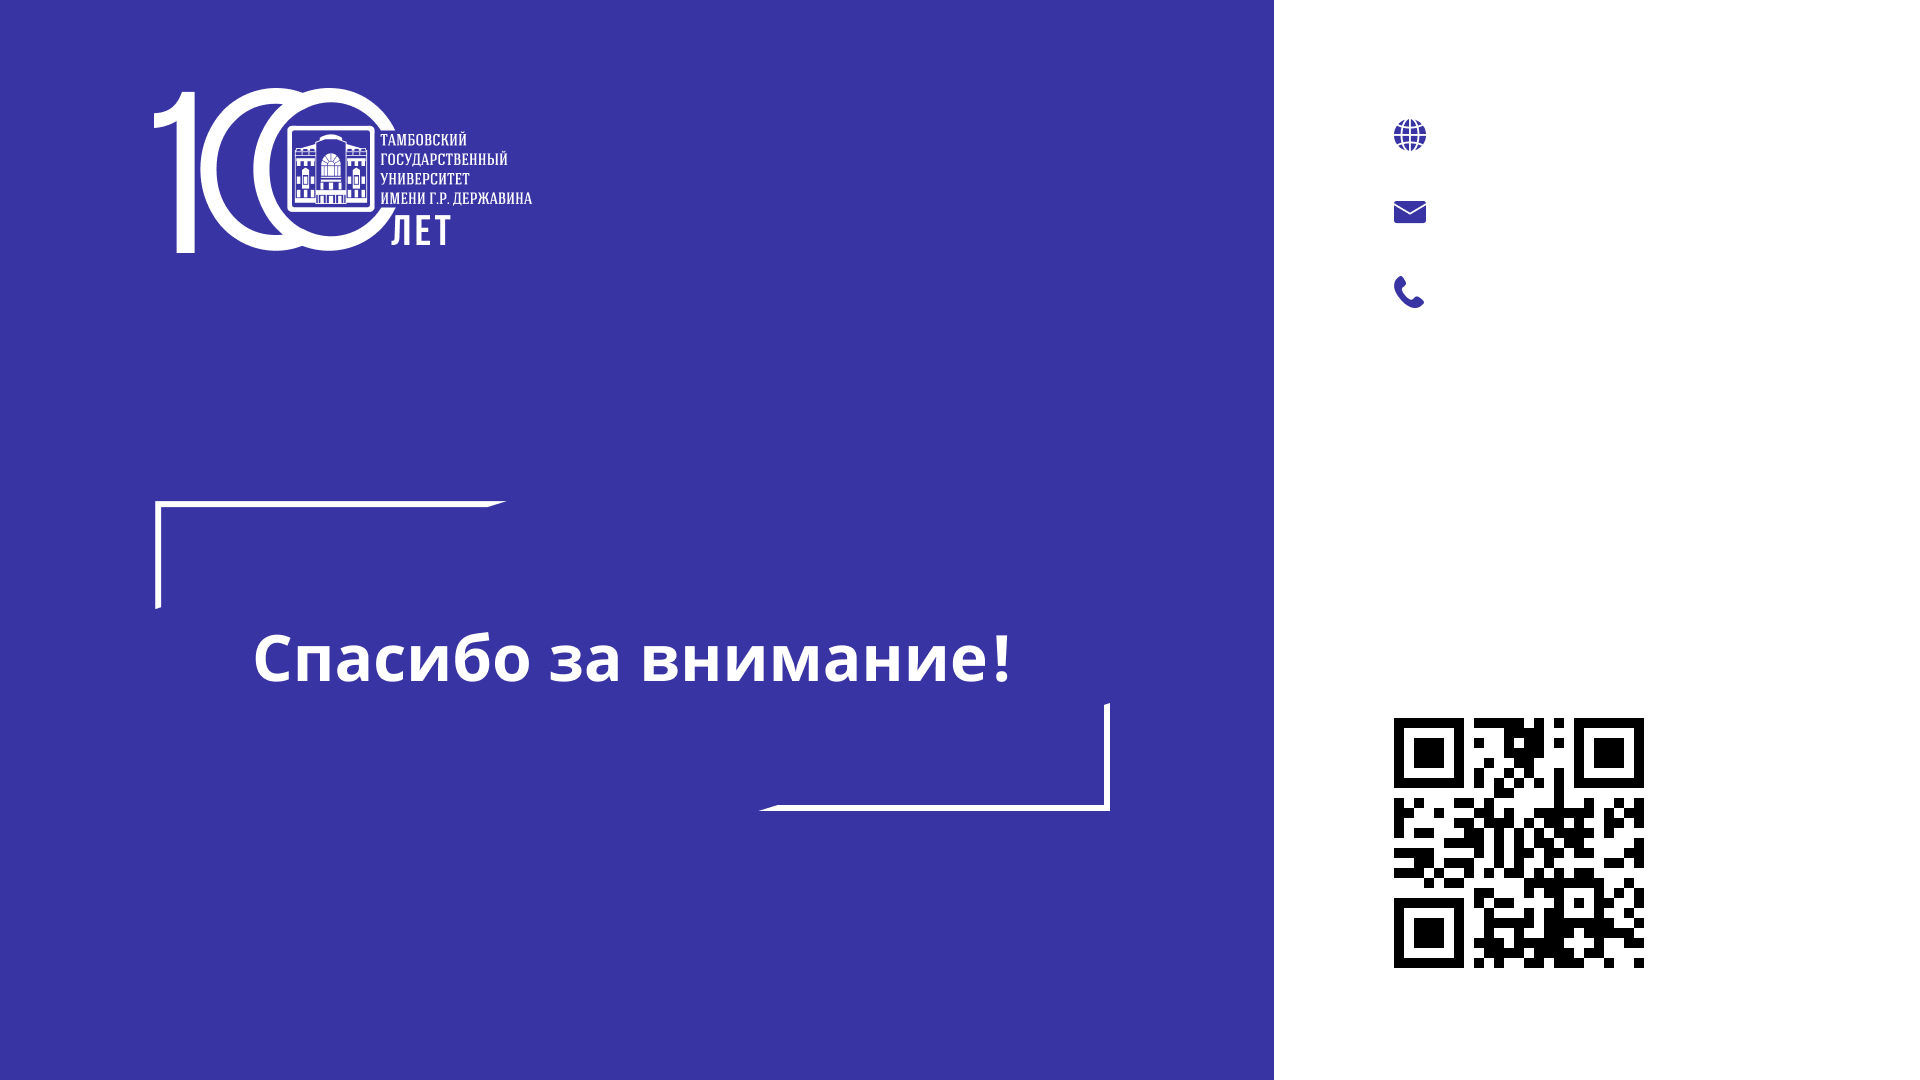 100
ТАМБОВСКИЙ
ГОСУДАРСТВЕННЫЙ
УНИВЕРСИТЕТ
ИМЕНИ Г.Р. ДЕРЖАВИНА
ЛЕТ
Спасибо за внимание!